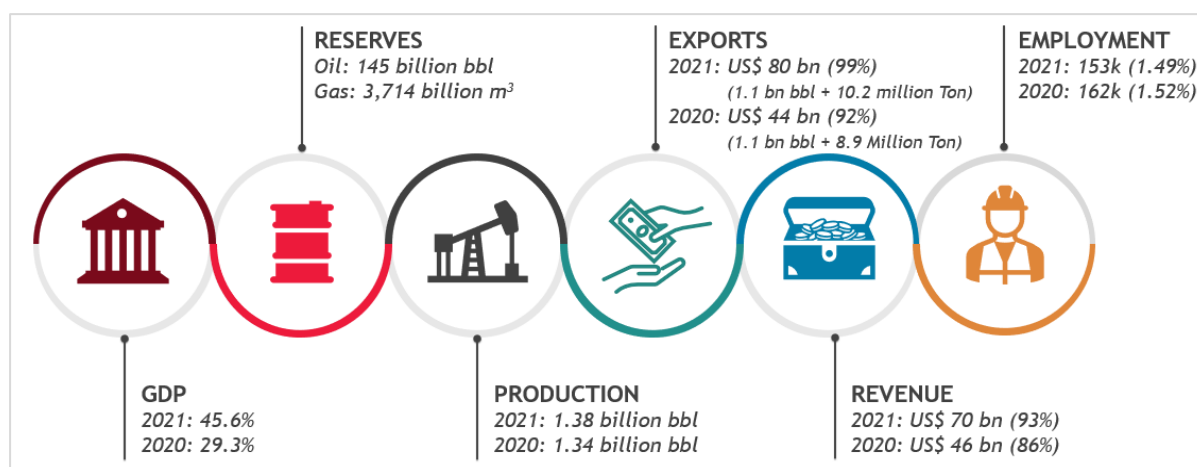 RESERVES
Oil: 145 billion bbl
Gas: 3,714 billion m³
EXPORTS
2021: US$ 80 bn (99%)
(1.1 bn bbl + 10.2 million Ton)
2020: US$ 44 bn (92%)
(1.1 bn bbl + 8.9 Million Ton)
EMPLOYMENT
2021: 153k (1.49%)
2020: 162k (1.52%)
GDP
2021: 45.6%
2020: 29.3%
PRODUCTION
2021: 1.38 billion bbl
2020: 1.34 billion bbl
REVENUE
2021: US$ 70 bn (93%)
2020: US$ 46 bn (86%)